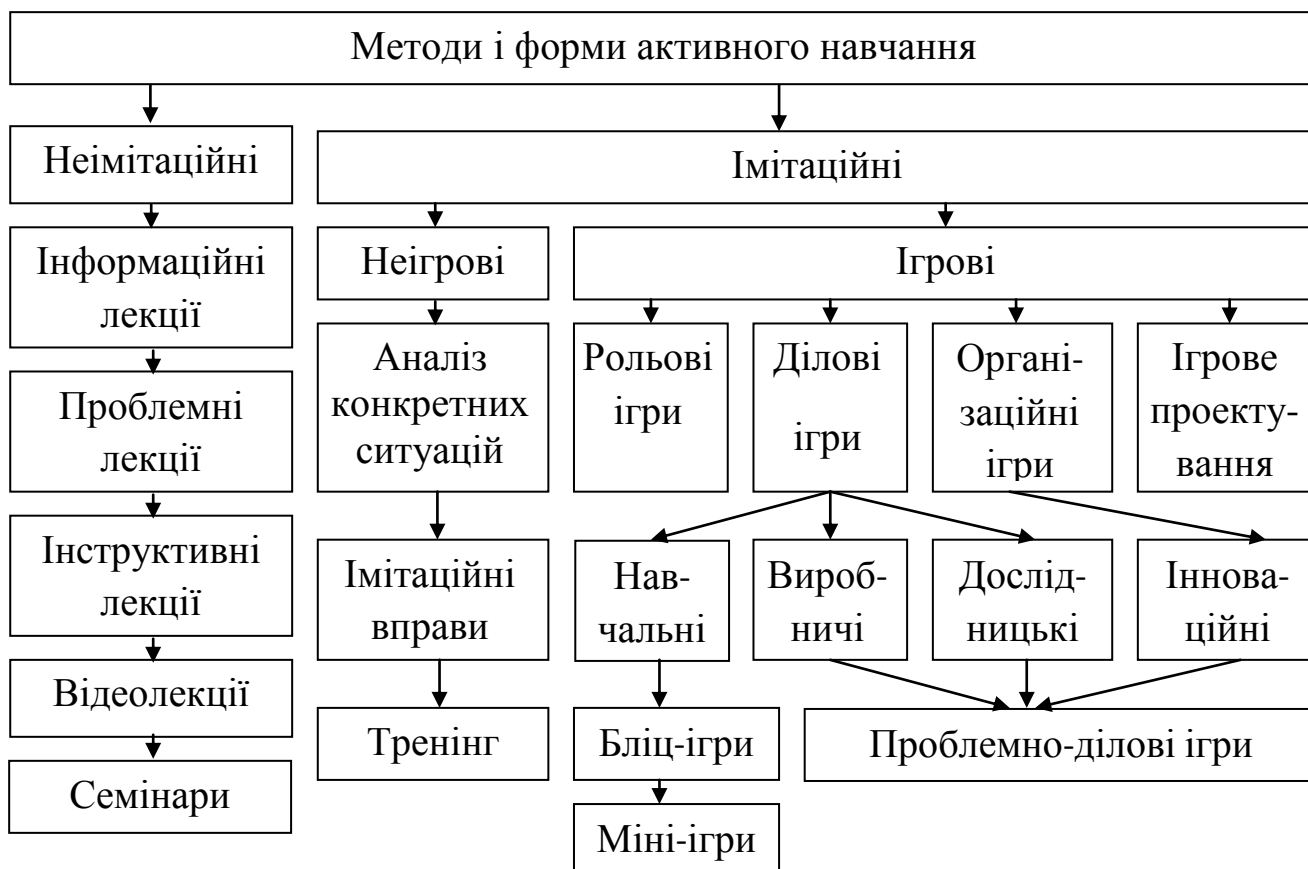 Методи і форми активного навчання
Неімітаційні
Імітаційні
Інформаційні
лекції
Неігрові
Ігрові
Проблемні
лекції
Аналіз
конкретних
ситуацій
Рольові
ігри
Ділові
ігри
Органі-
заційні
ігри
Ігрове
проекту-
вання
Інструктивні
лекції
Імітаційні
вправи
Нав-
чальні
Вироб-
ничі
Дослід-
ницькі
Іннова-
ційні
Відеолекції
Тренінг
Бліц-ігри
Проблемно-ділові ігри
Семінари
Міні-ігри